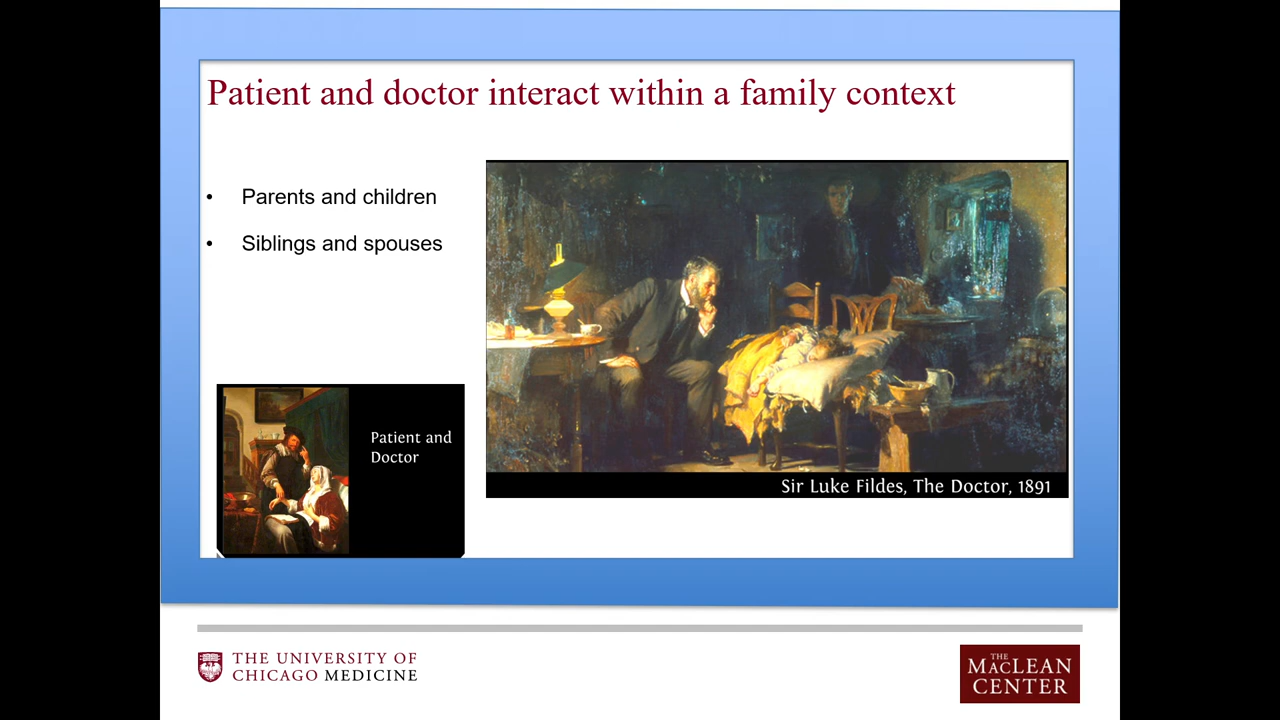 Patient and doctor interact within a family context
• Parents and children
• Siblings and spouses
Patient and
Doctor
Sir Luke Fildes, The Doctor, 1891
THE UNIVERSITY OF
CHICAGO MEDICINE
THE
MACLEAN
CENTER